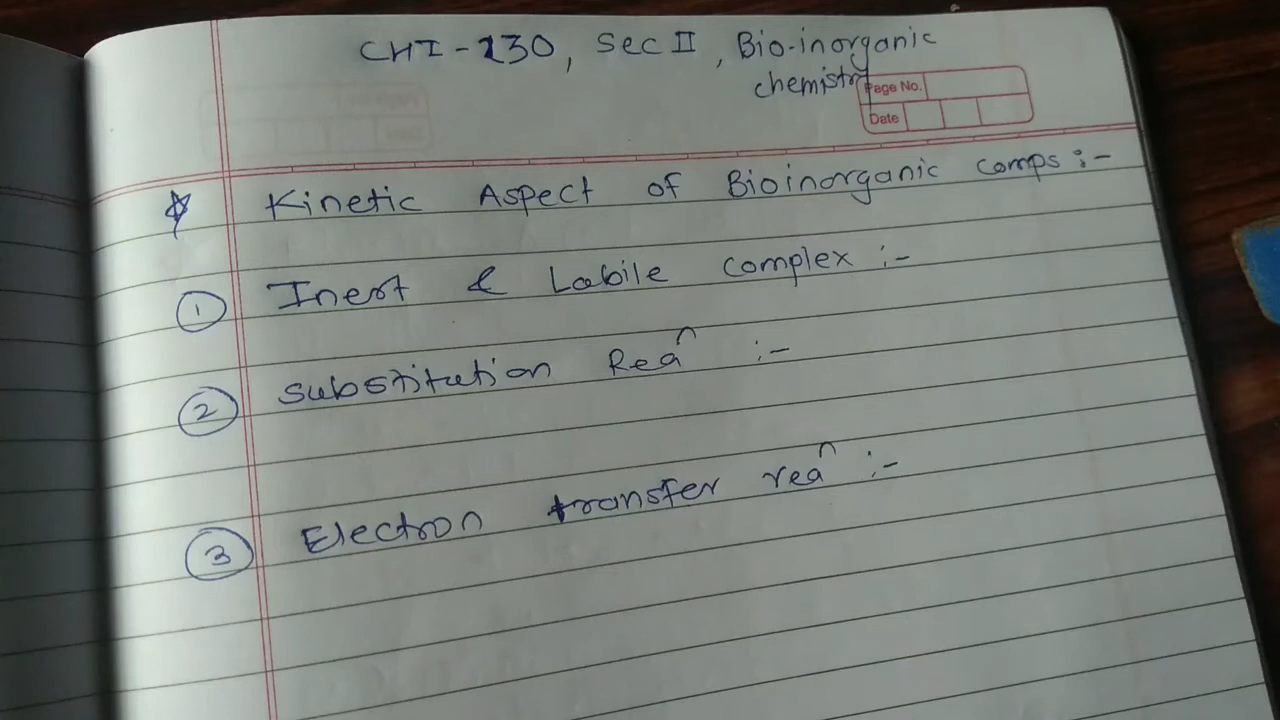 CHI-130, Sec II, Bio-inorganic
chemistry
Page No.
Date
Kinetic Aspect of Bioinorganic comps:-
① Inert & Labile complex :-
② Substitution Reaⁿ :-
③ Electron transfer reaⁿ :-